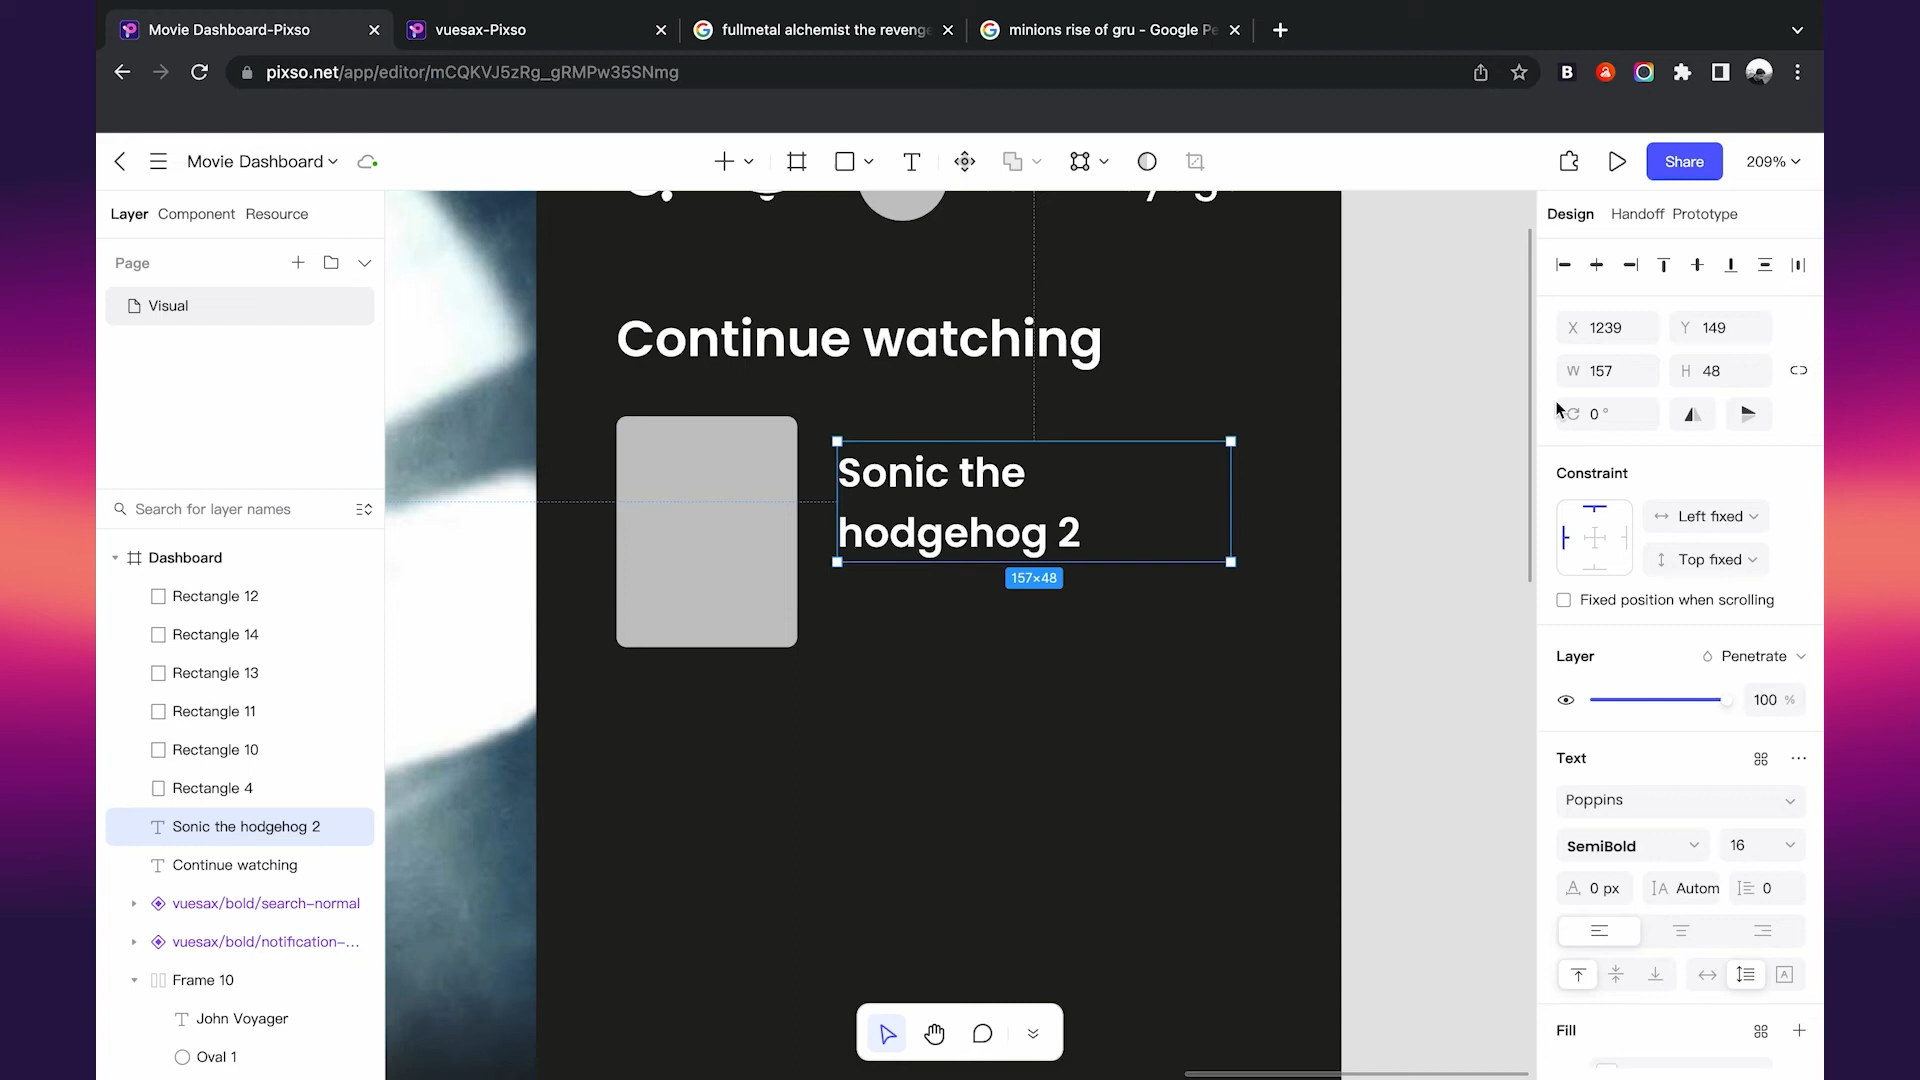 Movie Dashboard-Pixso
vuesax-Pixso
fullmetal alchemist the revenge
minions rise of gru - Google Pe
pixso.net/app/editor/mCQKVJ5zRg_gRMPw35SNmg
B
Movie Dashboard
T
Share
209%
Layer Component Resource
Page
Visual
Search for layer names
Dashboard
Rectangle 12
Rectangle 14
Rectangle 13
Rectangle 11
Rectangle 10
Rectangle 4
Sonic the hodgehog 2
Continue watching
vuesax/bold/search-normal
vuesax/bold/notification-...
Frame 10
John Voyager
Oval 1
Continue watching
Sonic the
hodgehog 2
157×48
Design Handoff Prototype
X 1239 Y 149
W 157 H 48
0 °
Constraint
Left fixed
Top fixed
Fixed position when scrolling
Layer Penetrate
100 %
Text
Poppins
SemiBold 16
0 px Autom 0
Fill